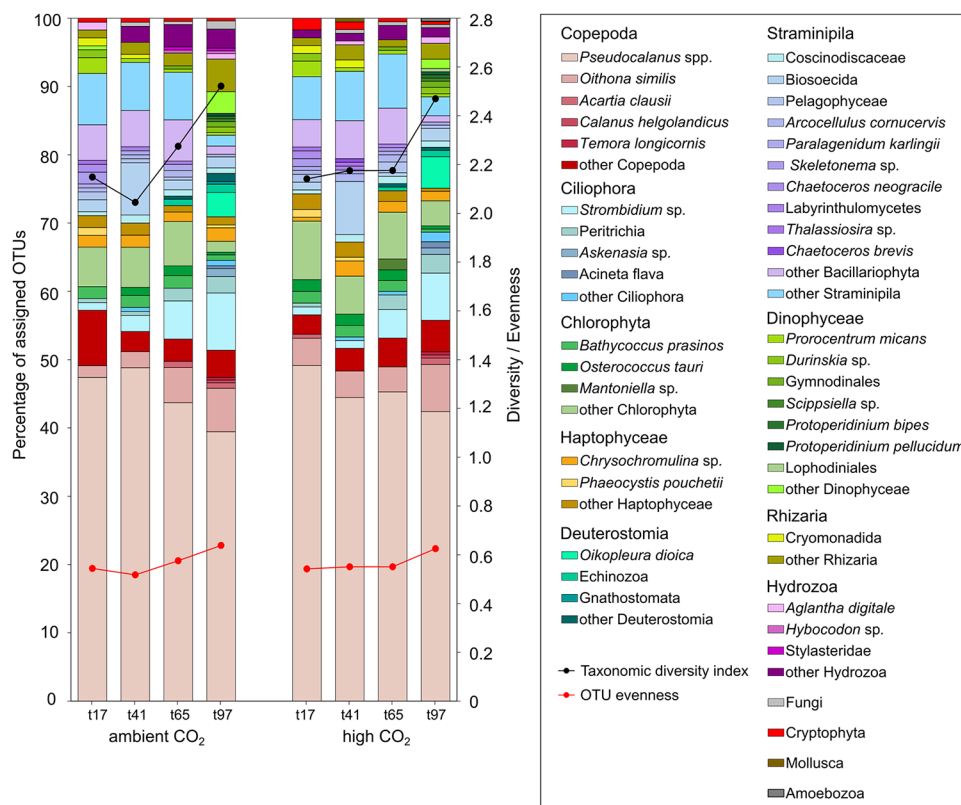 Percentage of assigned OTUs
100
90
80
70
60
50
40
30
20
10
0
2.8
2.6
2.4
2.2
2.0
1.8
1.6
1.4
1.2
1.0
0.8
0.6
0.4
0.2
0
Diversity / Evenness
t17 t41 t65 t97 t17 t41 t65 t97
ambient CO2 high CO2
Copepoda
Pseudocalanus spp.
Oithona similis
Acartia clausii
Calanus helgolandicus
Temora longicornis
other Copepoda
Ciliophora
Strombidium sp.
Peritrichia
Askenasia sp.
Acineta flava
other Ciliophora
Chlorophyta
Bathycoccus prasinos
Osterococcus tauri
Mantoniella sp.
other Chlorophyta
Haptophyceae
Chrysochromulina sp.
Phaeocystis pouchetii
other Haptophyceae
Deuterostomia
Oikopleura dioica
Echinozoa
Gnathostomata
other Deuterostomia
Taxonomic diversity index
OTU evenness
Straminipila
Coscinodiscaceae
Biosoecida
Pelagophyceae
Arcocellulus cornucervis
Paralagenidum karlingii
Skeletonema sp.
Chaetoceros neogracile
Labyrinthulomycetes
Thalassiosira sp.
Chaetoceros brevis
other Bacillariophyta
other Straminipila
Dinophyceae
Prorocentrum micans
Durinskia sp.
Gymnodinales
Scippsiella sp.
Protoperidinium bipes
Protoperidinium pellucidum
Lophodiniales
other Dinophyceae
Rhizaria
Cryomonadida
other Rhizaria
Hydrozoa
Aglantha digitale
Hybocodon sp.
Stylasteridae
other Hydrozoa
Fungi
Cryptophyta
Mollusca
Amoebozoa